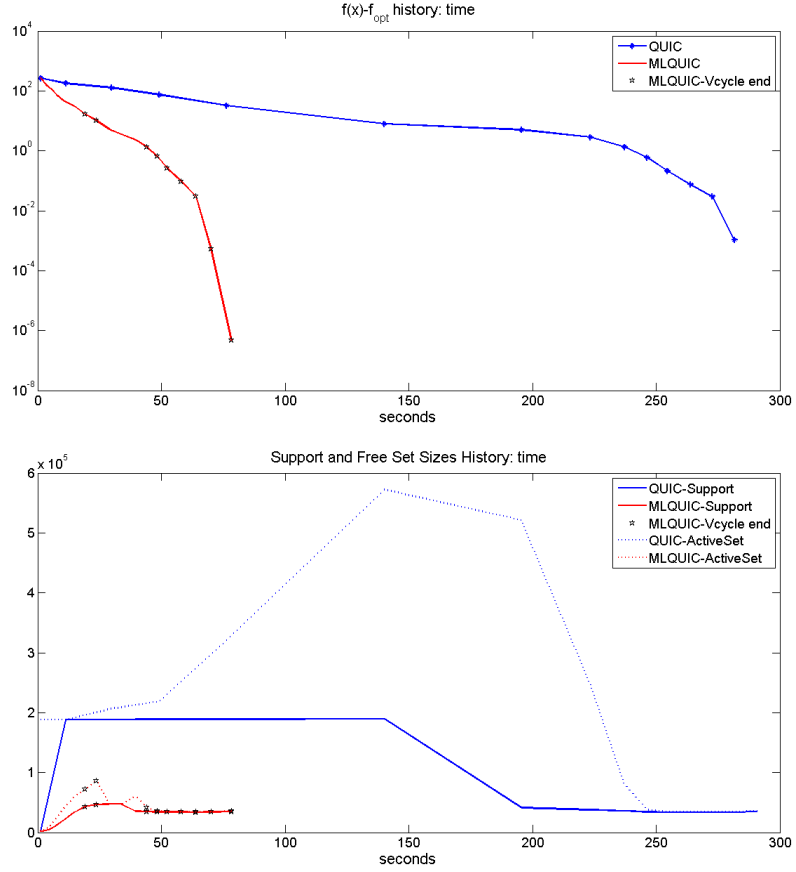 f(x)-f_opt history: time
10^4
10^2
10^0
10^-2
10^-4
10^-6
10^-8
QUIC
MLQUIC
MLQUIC-Vcycle end
0 50 100 150 200 250 300
seconds
Support and Free Set Sizes History: time
6 x 10^5
5
4
3
2
1
0
QUIC-Support
MLQUIC-Support
MLQUIC-Vcycle end
QUIC-ActiveSet
MLQUIC-ActiveSet
0 50 100 150 200 250 300
seconds